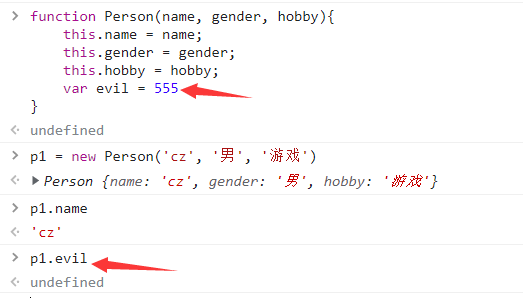 function Person(name, gender, hobby){
this.name = name;
this.gender = gender;
this.hobby = hobby;
var evil = 555
}
undefined
p1 = new Person('cz', '男', '游戏')
Person {name: 'cz', gender: '男', hobby: '游戏'}
p1.name
'cz'
p1.evil
undefined